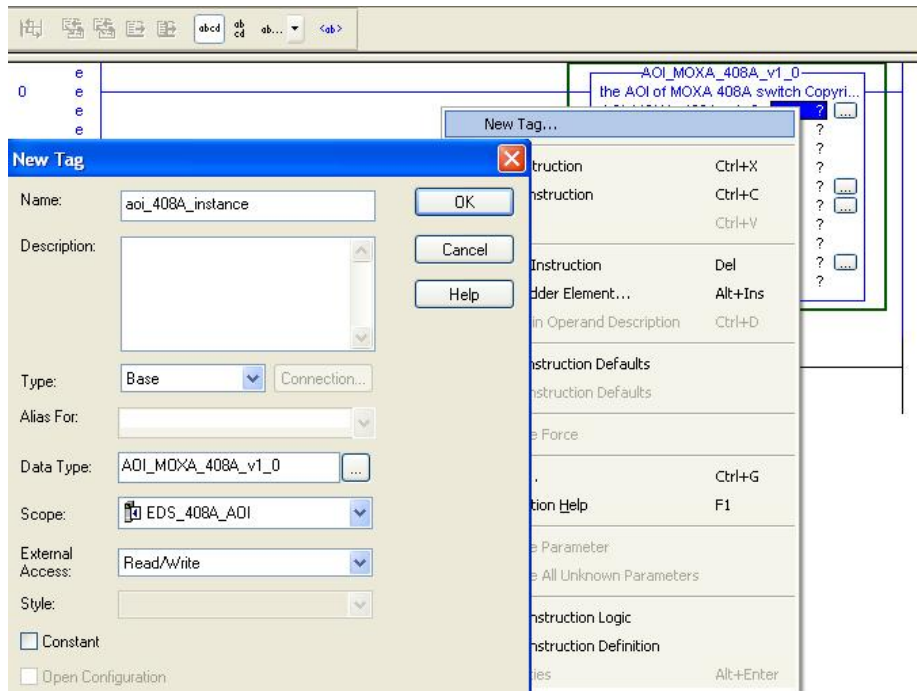 abcd
ab
cd
ab...
<ab>
0
e
e
e
e
AOI_MOXA_408A_v1_0
the AOI of MOXA 408A switch Copyri...
?
...
?
?
?
?
...
?
...
?
?
?
...
?
New Tag...
truction Ctrl+X
nstruction Ctrl+C
Ctrl+V
Instruction Del
dder Element... Alt+Ins
in Operand Description Ctrl+D
nstruction Defaults
nstruction Defaults
e Force
. Ctrl+G
tion Help F1
e Parameter
e All Unknown Parameters
nstruction Logic
nstruction Definition
ies Alt+Enter
New Tag
Name: aoi_408A_instance OK
Description: Cancel
Help
Type: Base Connection...
Alias For:
Data Type: AOI_MOXA_408A_v1_0 ...
Scope: EDS_408A_AOI
External
Access: Read/Write
Style:
Constant
Open Configuration